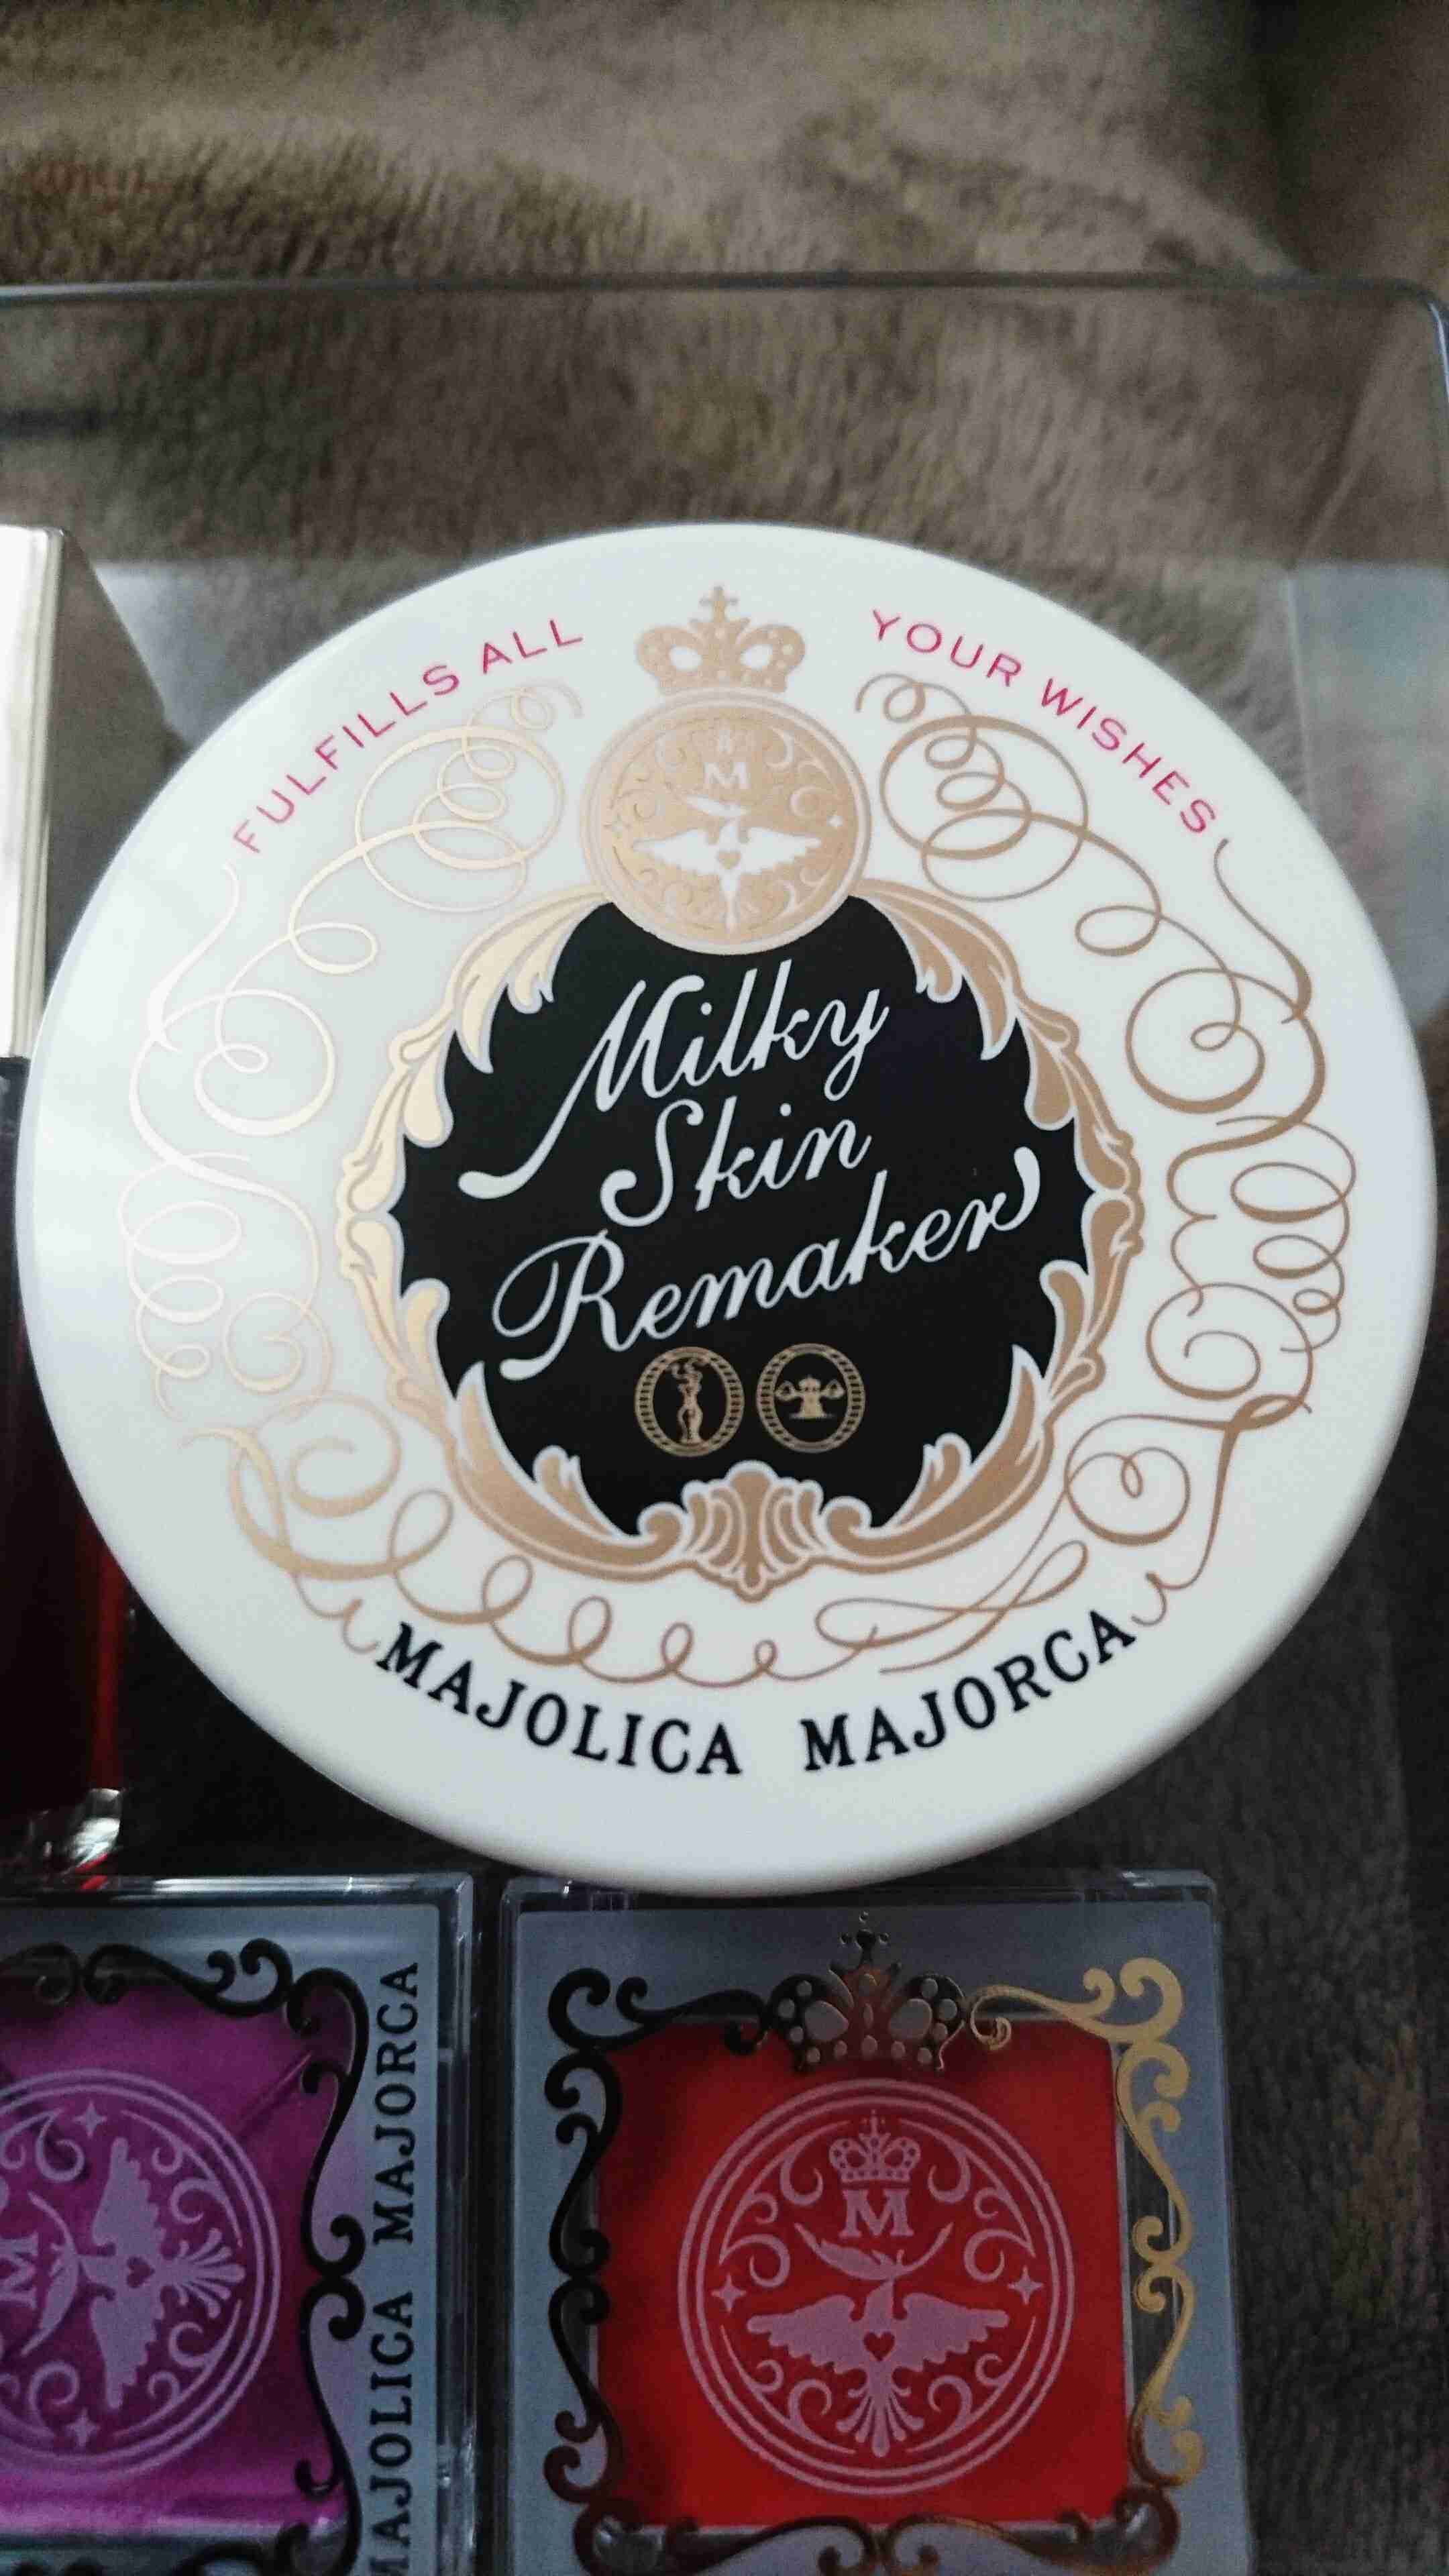 FULFILLS ALL YOUR WISHES
M
Milky
Skin
Remaker
MAJOLICA MAJORCA
MAJOLICA MAJORCA
M
M